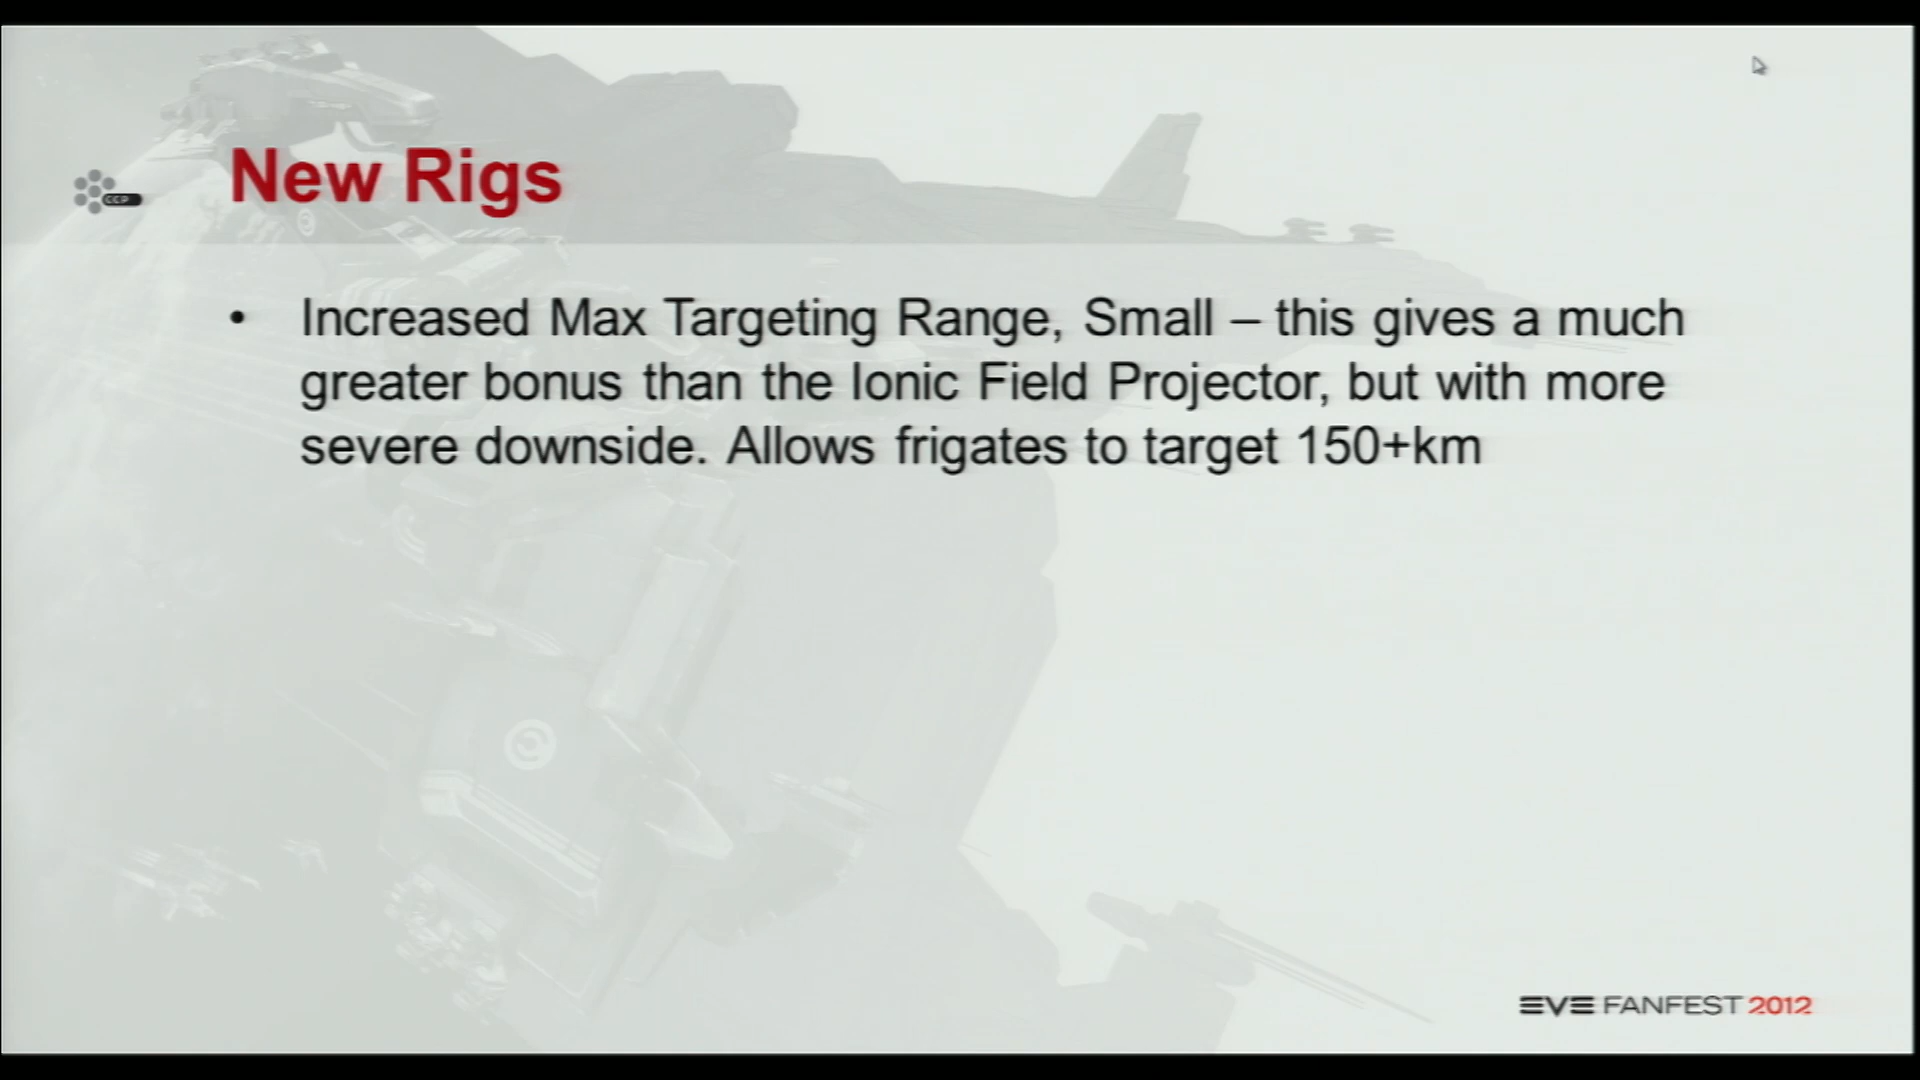 New Rigs
CCP
• Increased Max Targeting Range, Small – this gives a much
greater bonus than the Ionic Field Projector, but with more
severe downside. Allows frigates to target 150+km
EVE FANFEST 2012